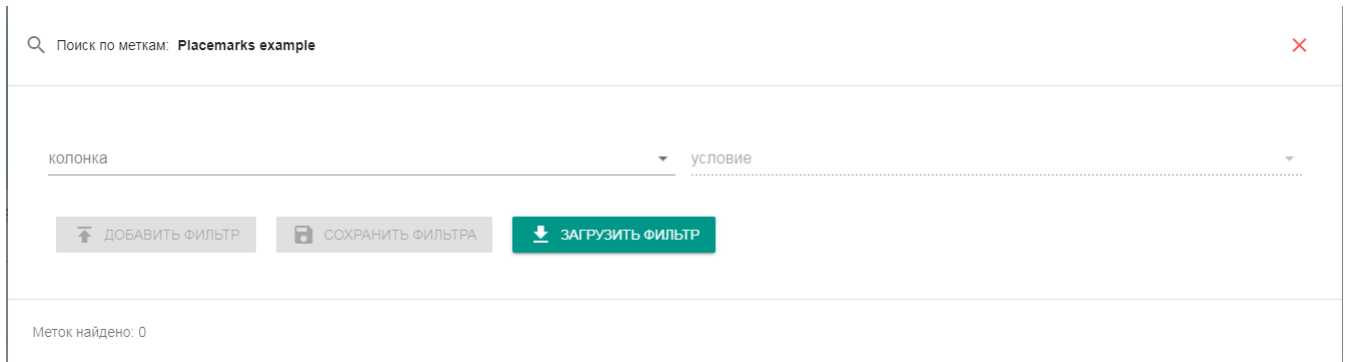 Поиск по меткам: Placemarks example
колонка
условие
ДОБАВИТЬ ФИЛЬТР
СОХРАНИТЬ ФИЛЬТРА
ЗАГРУЗИТЬ ФИЛЬТР
Меток найдено: 0